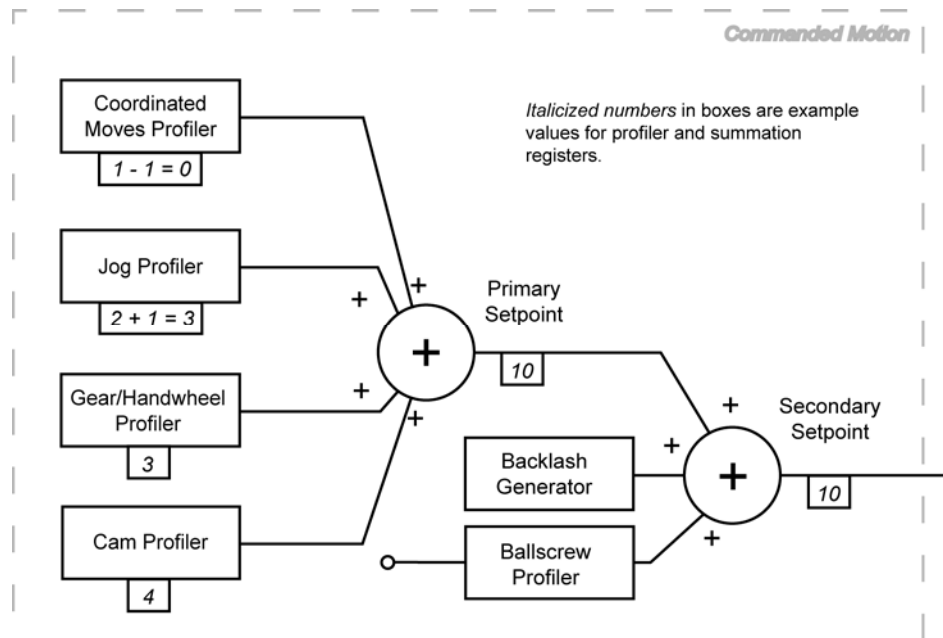 Commanded Motion
Coordinated
Moves Profiler
1 - 1 = 0
Italicized numbers in boxes are example
values for profiler and summation
registers.
Jog Profiler
2 + 1 = 3
+
+
Primary
Setpoint
+
10
Gear/Handwheel
Profiler
3
+
+
+
Secondary
Setpoint
Backlash
Generator
+
+
10
Cam Profiler
4
Ballscrew
Profiler
+